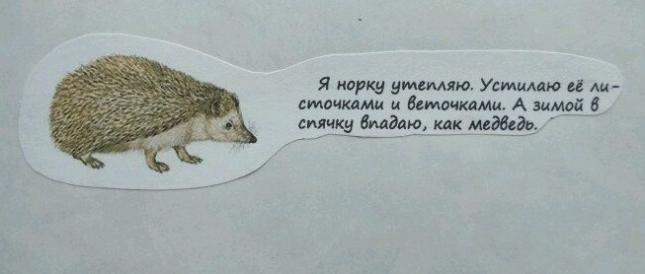 Я норку утепляю. Устилаю её ли-
сточками и веточками. А зимой в
спячку впадаю, как медведь.